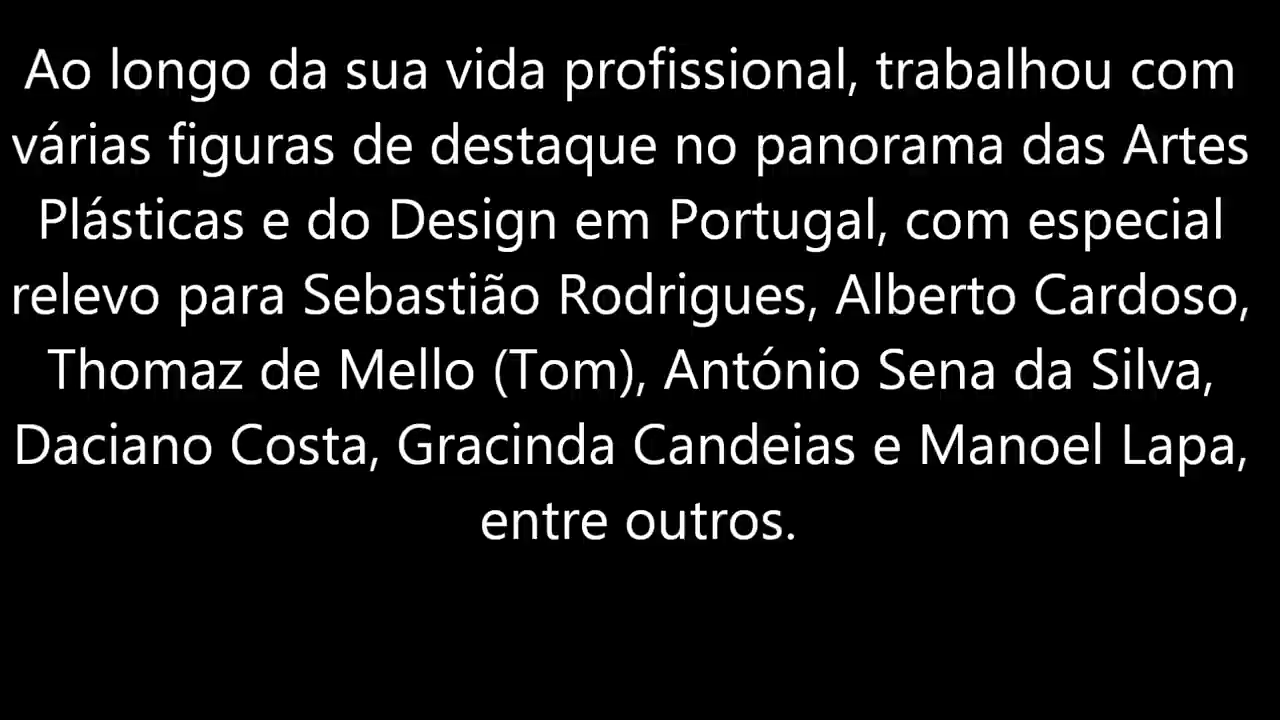 Ao longo da sua vida profissional, trabalhou com
várias figuras de destaque no panorama das Artes
Plásticas e do Design em Portugal, com especial
relevo para Sebastião Rodrigues, Alberto Cardoso,
Thomaz de Mello (Tom), António Sena da Silva,
Daciano Costa, Gracinda Candeias e Manoel Lapa,
entre outros.